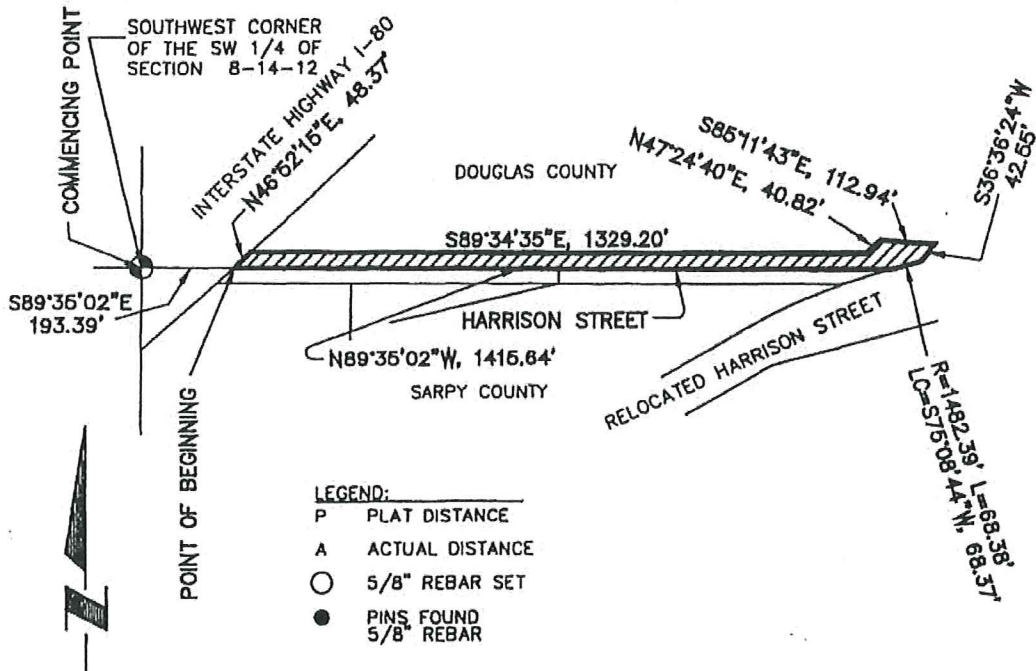 COMMENCING POINT
SOUTHWEST CORNER
OF THE SW 1/4 OF
SECTION 8-14-12
INTERSTATE HIGHWAY I-80
N46°52'15"E, 48.37'
DOUGLAS COUNTY
S85°11'43"E, 112.94'
N47°24'40"E, 40.82'
S36°36'24"W
42.55'
S89°34'35"E, 1329.20'
S89°35'02"E
193.39'
HARRISON STREET
N89°35'02"W, 1415.64'
SARPY COUNTY
RELOCATED HARRISON STREET
R=1482.39' L=68.38'
LC=S75°08'44"W, 68.37'
POINT OF BEGINNING
LEGEND:
P PLAT DISTANCE
A ACTUAL DISTANCE
5/8" REBAR SET
PINS FOUND
5/8" REBAR
N